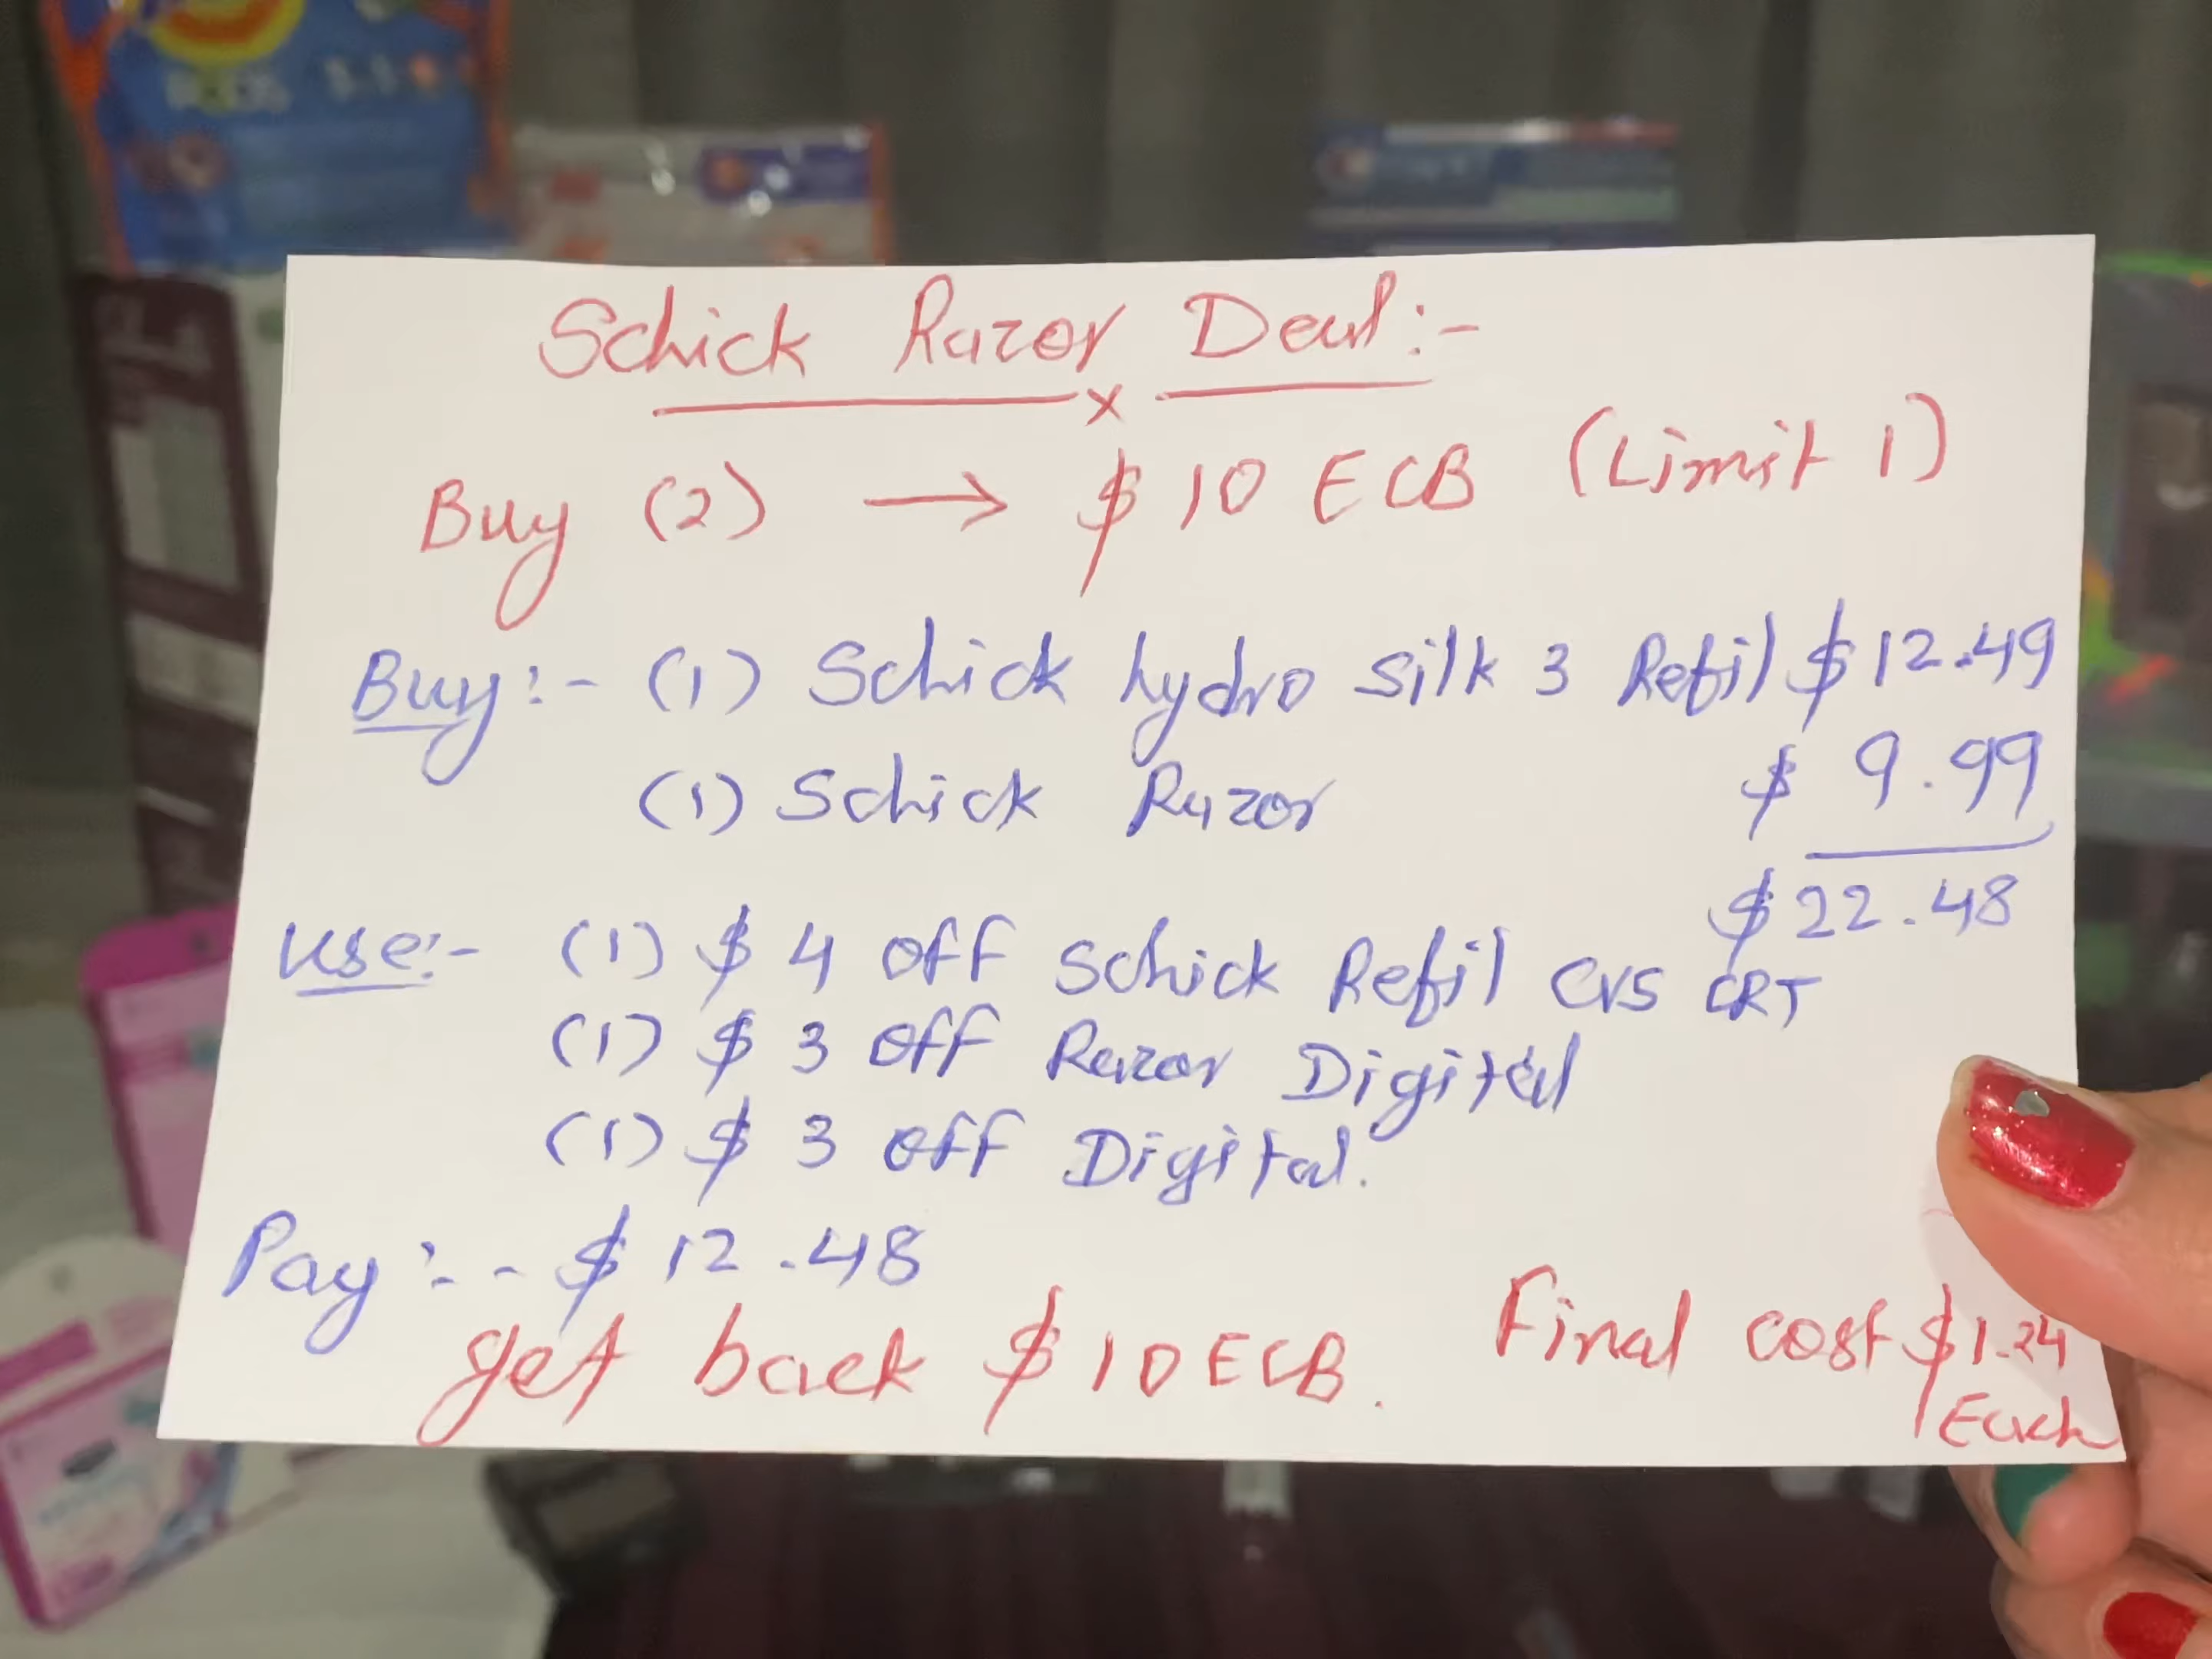 Schick Razor Deal:-
x
Buy (2) → $10 ECB (Limit 1)
Buy:- (1) Schick hydro silk 3 Refil $12.49
(1) Schick Razor $ 9.99
$22.48
Use:- (1) $ 4 off Schick Refil CVS CRT
(1) $ 3 off Razor Digital
(1) $ 3 off Digital.
Pay:-- $ 12.48
get back $10 ECB. Final cost $1.24
Each